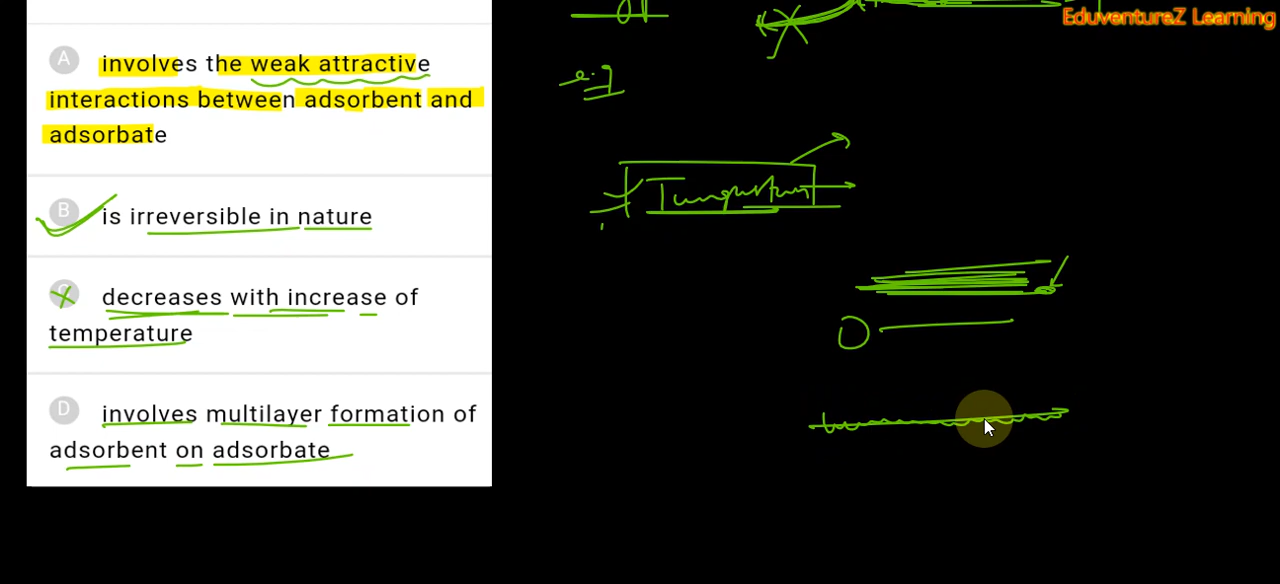 EduventureZ Learning
A involves the weak attractive
interactions between adsorbent and
adsorbate
e.g
Tungsten
B is irreversible in nature
C decreases with increase of
temperature
D involves multilayer formation of
adsorbent on adsorbate